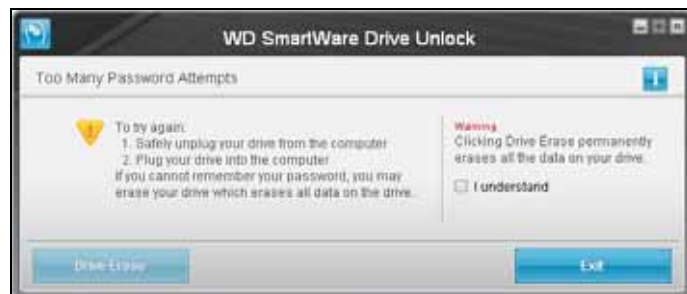 WD SmartWare Drive Unlock
Too Many Password Attempts
To try again:
1. Safely unplug your drive from the computer
2. Plug your drive into the computer
If you cannot remember your password, you may
erase your drive which erases all data on the drive.
Warning
Clicking Drive Erase permanently
erases all the data on your drive.
I understand
Drive Erase
Exit